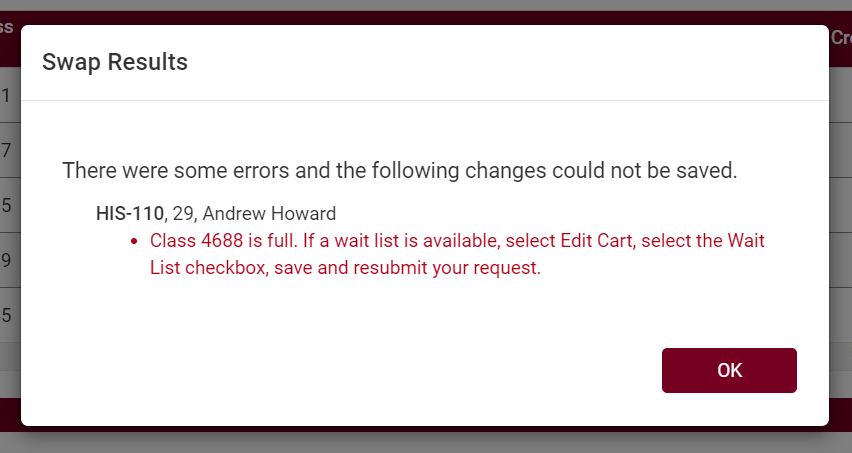 ss
Cre
Swap Results
1
There were some errors and the following changes could not be saved.
7
HIS-110, 29, Andrew Howard
5
• Class 4688 is full. If a wait list is available, select Edit Cart, select the Wait
List checkbox, save and resubmit your request.
9
5
OK